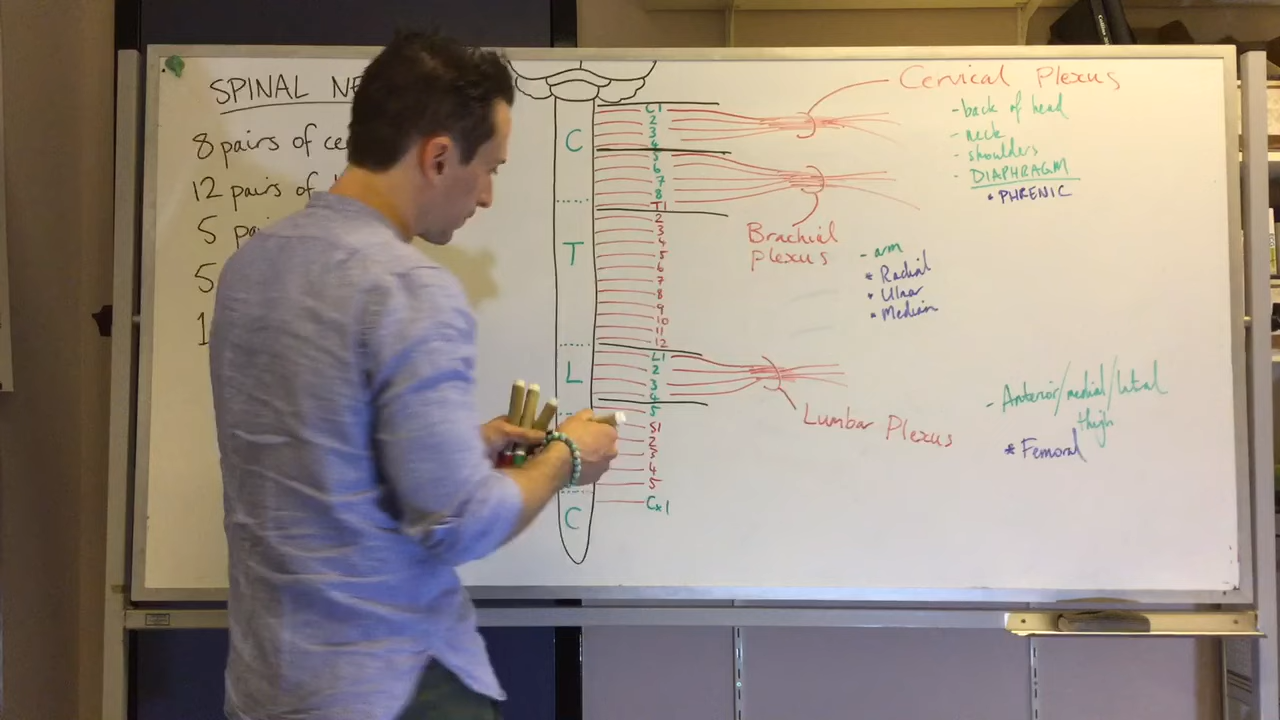 SPINAL
8 pairs of
12 pairs of
5
5
1
C
T
L
C
C1
2
3
4
5
6
7
8
T1
2
3
4
5
6
7
8
9
10
11
12
L1
2
3
4
5
S1
2
3
4
5
Cx1
Cervical Plexus
- back of head
- neck
- shoulders
- DIAPHRAGM
* PHRENIC
Brachial
plexus
- arm
* Radial
* Ulnar
* Median
Lumbar Plexus
- Anterior/medial/lateral
thigh
* Femoral